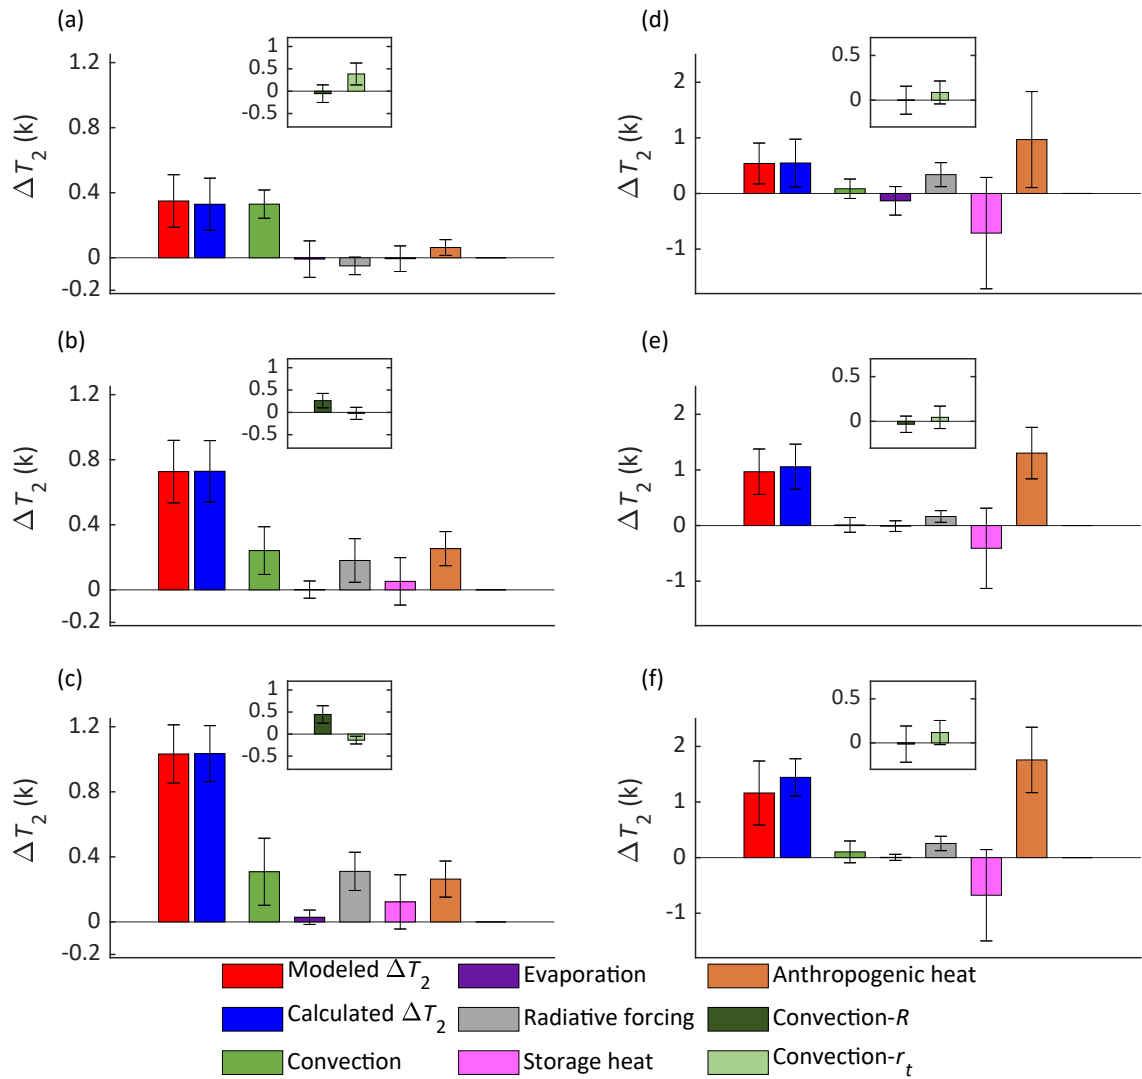 (a)
1.2
0.8
0.4
0
-0.2
ΔT2 (k)
1
0.5
0
-0.5
(d)
2
1
0
-1
ΔT2 (k)
0.5
0
(b)
1.2
0.8
0.4
0
-0.2
ΔT2 (k)
1
0.5
0
-0.5
(e)
2
1
0
-1
ΔT2 (k)
0.5
0
(c)
1.2
0.8
0.4
0
-0.2
ΔT2 (k)
1
0.5
0
-0.5
(f)
2
1
0
-1
ΔT2 (k)
0.5
0
Modeled ΔT2
Evaporation
Anthropogenic heat
Calculated ΔT2
Radiative forcing
Convection-R
Convection
Storage heat
Convection-rt